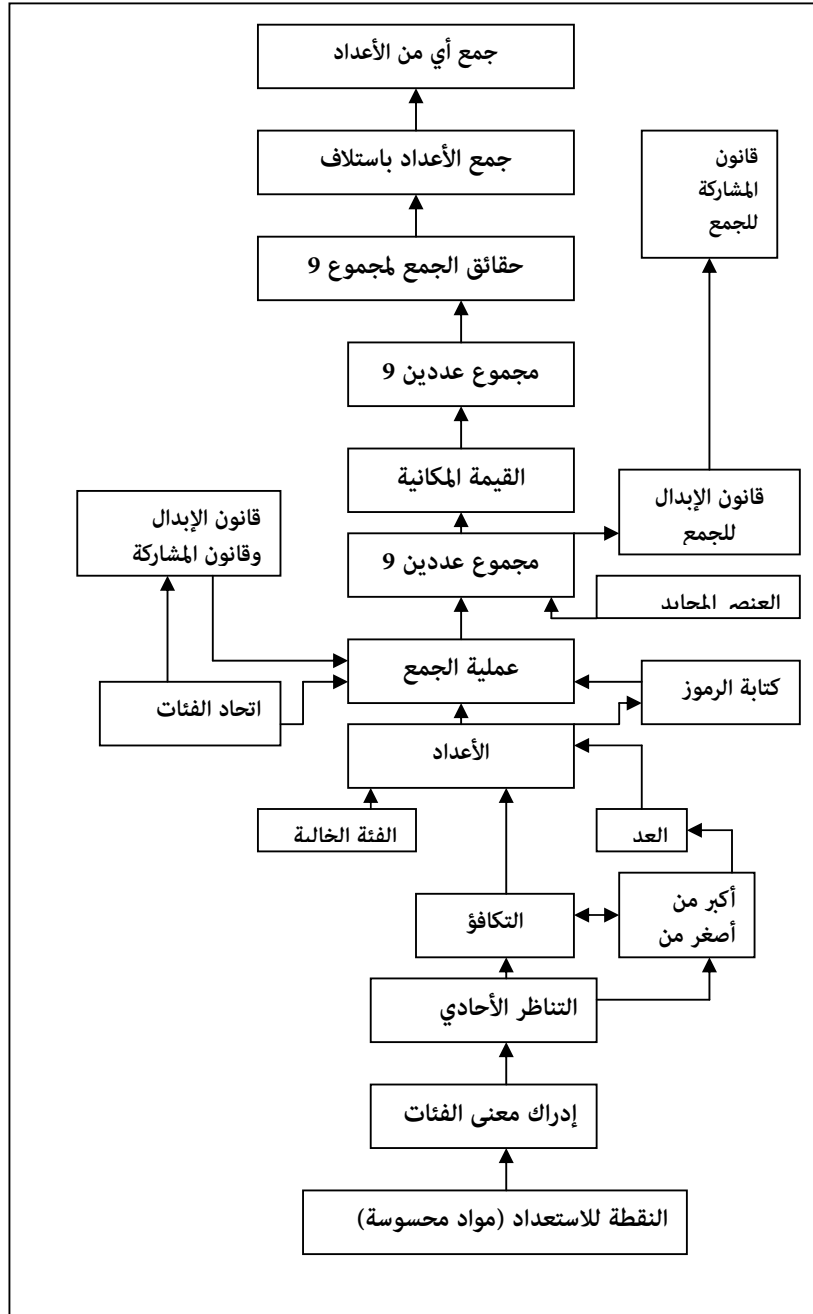 جمع أي من الأعداد
جمع الأعداد باستلاف
قانون
المشاركة
للجمع
حقائق الجمع لمجموع 9
مجموع عددين 9
القيمة المكانية
قانون الإبدال
للجمع
قانون الإبدال
وقانون المشاركة
مجموع عددين 9
العنصر المحايد
عملية الجمع
كتابة الرموز
اتحاد الفئات
الأعداد
الفئة الخالية
العد
أكبر من
أصغر من
التكافؤ
التناظر الأحادي
إدراك معنى الفئات
النقطة للاستعداد (مواد محسوسة)